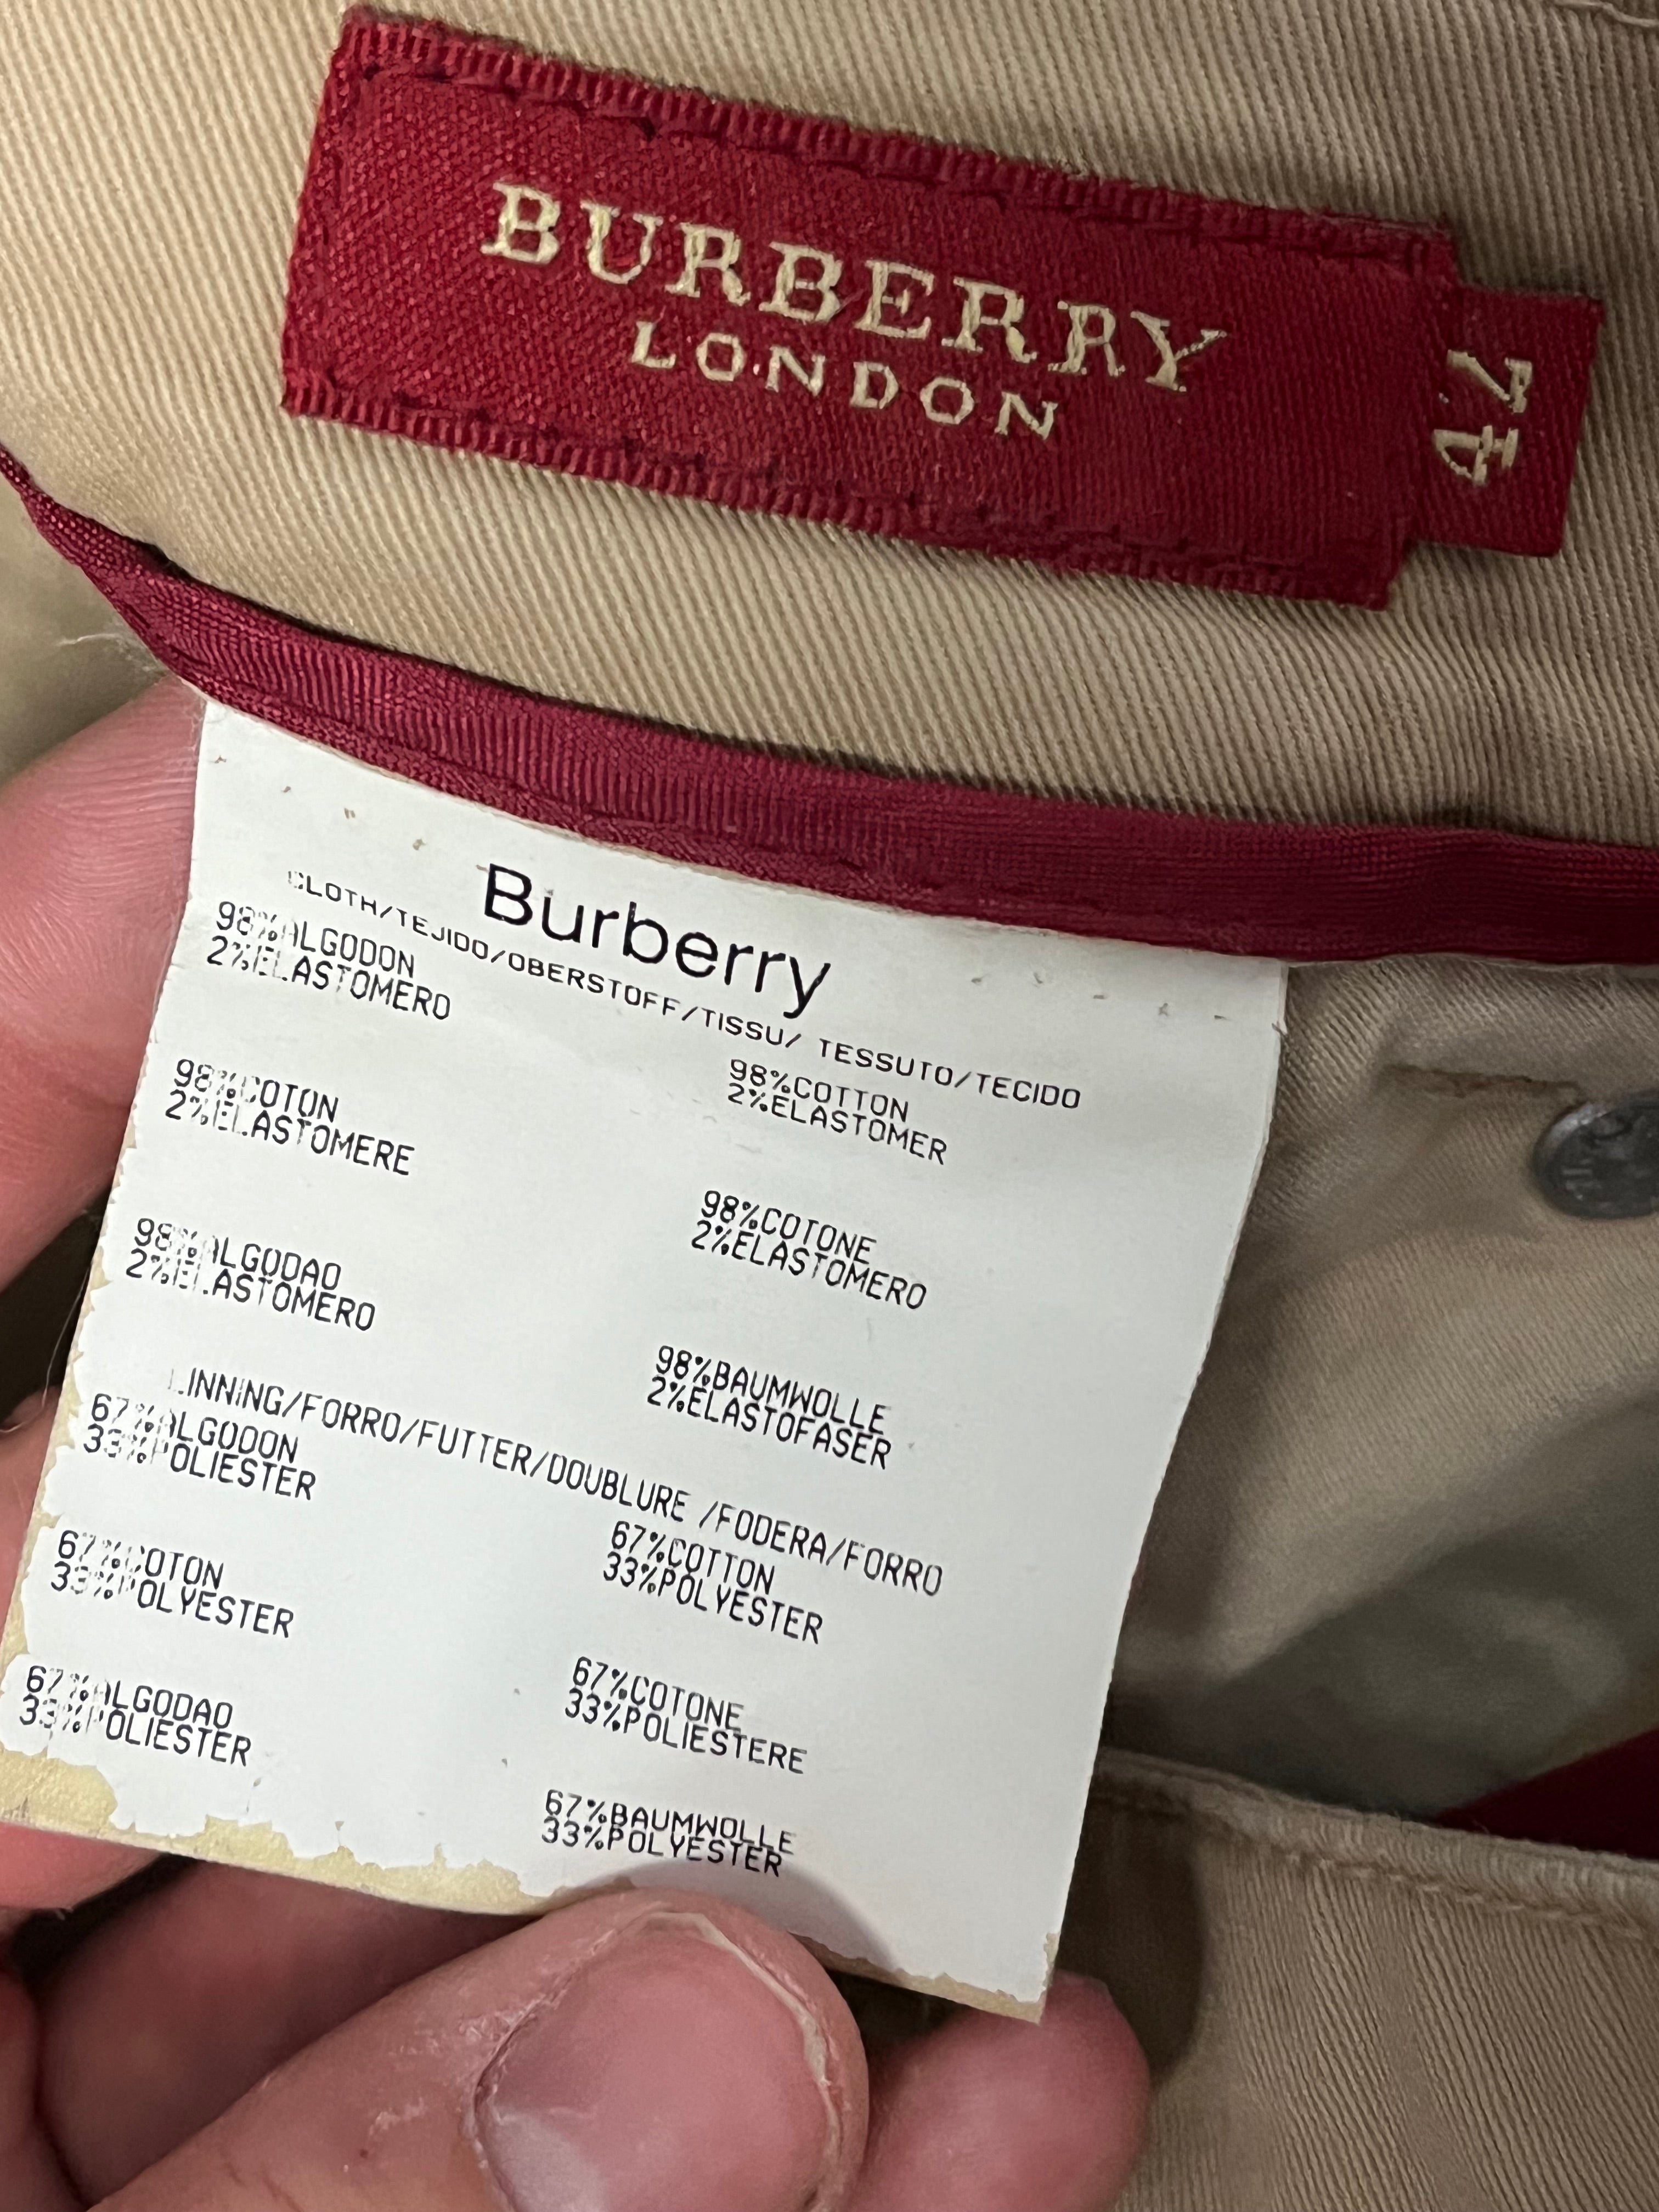 BURBERRY
LONDON
42
Burberry
CLOTH/TEJIDO/OBERSTOFF/TISSU/ TESSUTO/TECIDO
98%ALGODON
2%ELASTOMERO
98%COTTON
2%ELASTOMER
98%COTON
2%ELASTOMERE
98%COTONE
2%ELASTOMERO
98%ALGODAO
2%ELASTOMERO
98%BAUMWOLLE
2%ELASTOFASER
LINNING/FORRO/FUTTER/DOUBLURE /FODERA/FORRO
67%ALGODON
33%POLIESTER
67%COTTON
33%POLYESTER
67%COTON
33%POLYESTER
67%COTONE
33%POLIESTERE
67%ALGODAO
33%POLIESTER
67%BAUMWOLLE
33%POLYESTER